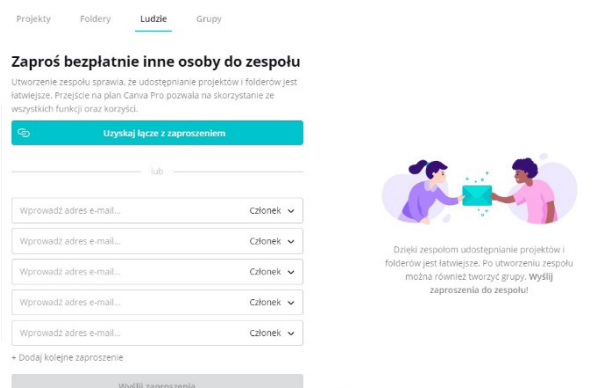 Projekty Foldery Ludzie Grupy
Zaproś bezpłatnie inne osoby do zespołu
Utworzenie zespołu sprawia, że udostępnianie projektów i folderów jest
łatwiejsze. Przejście na plan Canva Pro pozwala na skorzystanie ze
wszystkich funkcji oraz korzyści.
Uzyskaj łącze z zaproszeniem
lub
Wprowadź adres e-mail... Członek
Wprowadź adres e-mail... Członek
Wprowadź adres e-mail... Członek
Wprowadź adres e-mail... Członek
Wprowadź adres e-mail... Członek
+ Dodaj kolejne zaproszenie
Wyślij zaproszenia
Dzięki zespołom udostępnianie projektów i
folderów jest łatwiejsze. Po utworzeniu zespołu
można również tworzyć grupy. Wyślij
zaproszenia do zespołu!